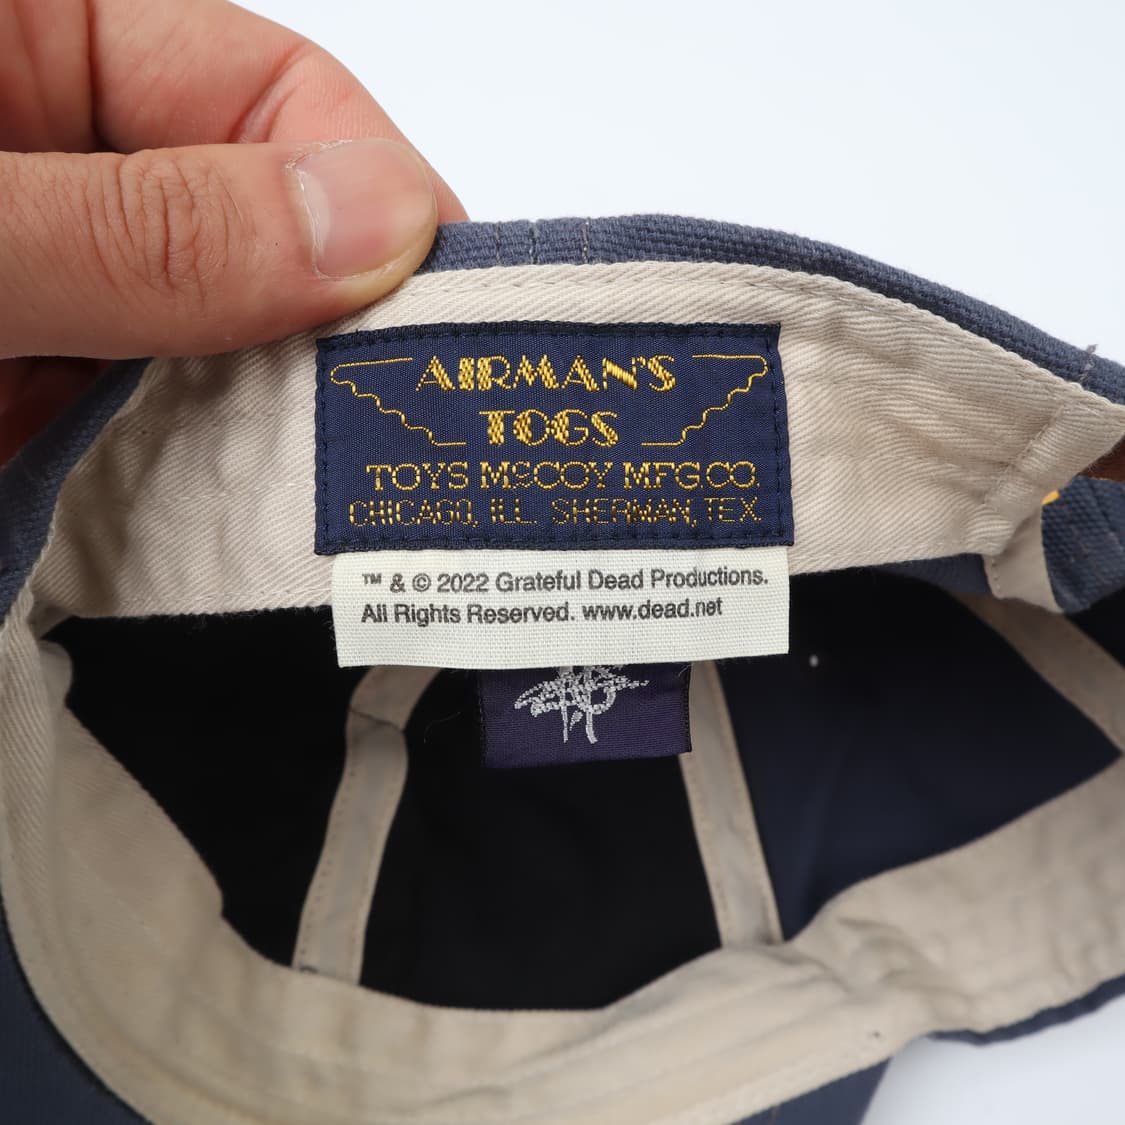 AIRMAN'S
TOGS
TOYS McCOY MFG.CO.
CHICAGO, ILL. SHERMAN, TEX.
™ & © 2022 Grateful Dead Productions.
All Rights Reserved. www.dead.net